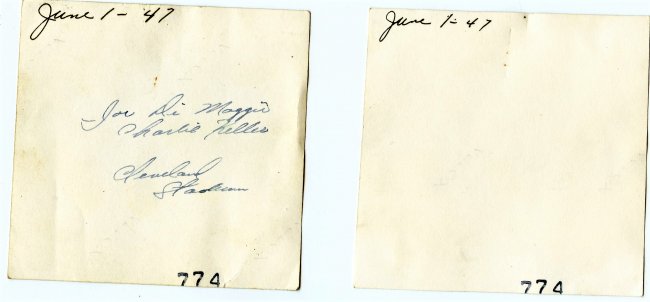 June 1 - 47
Joe Di Maggio
Charlie Keller
Cleveland
Stadium
774
June 1 - 47
774